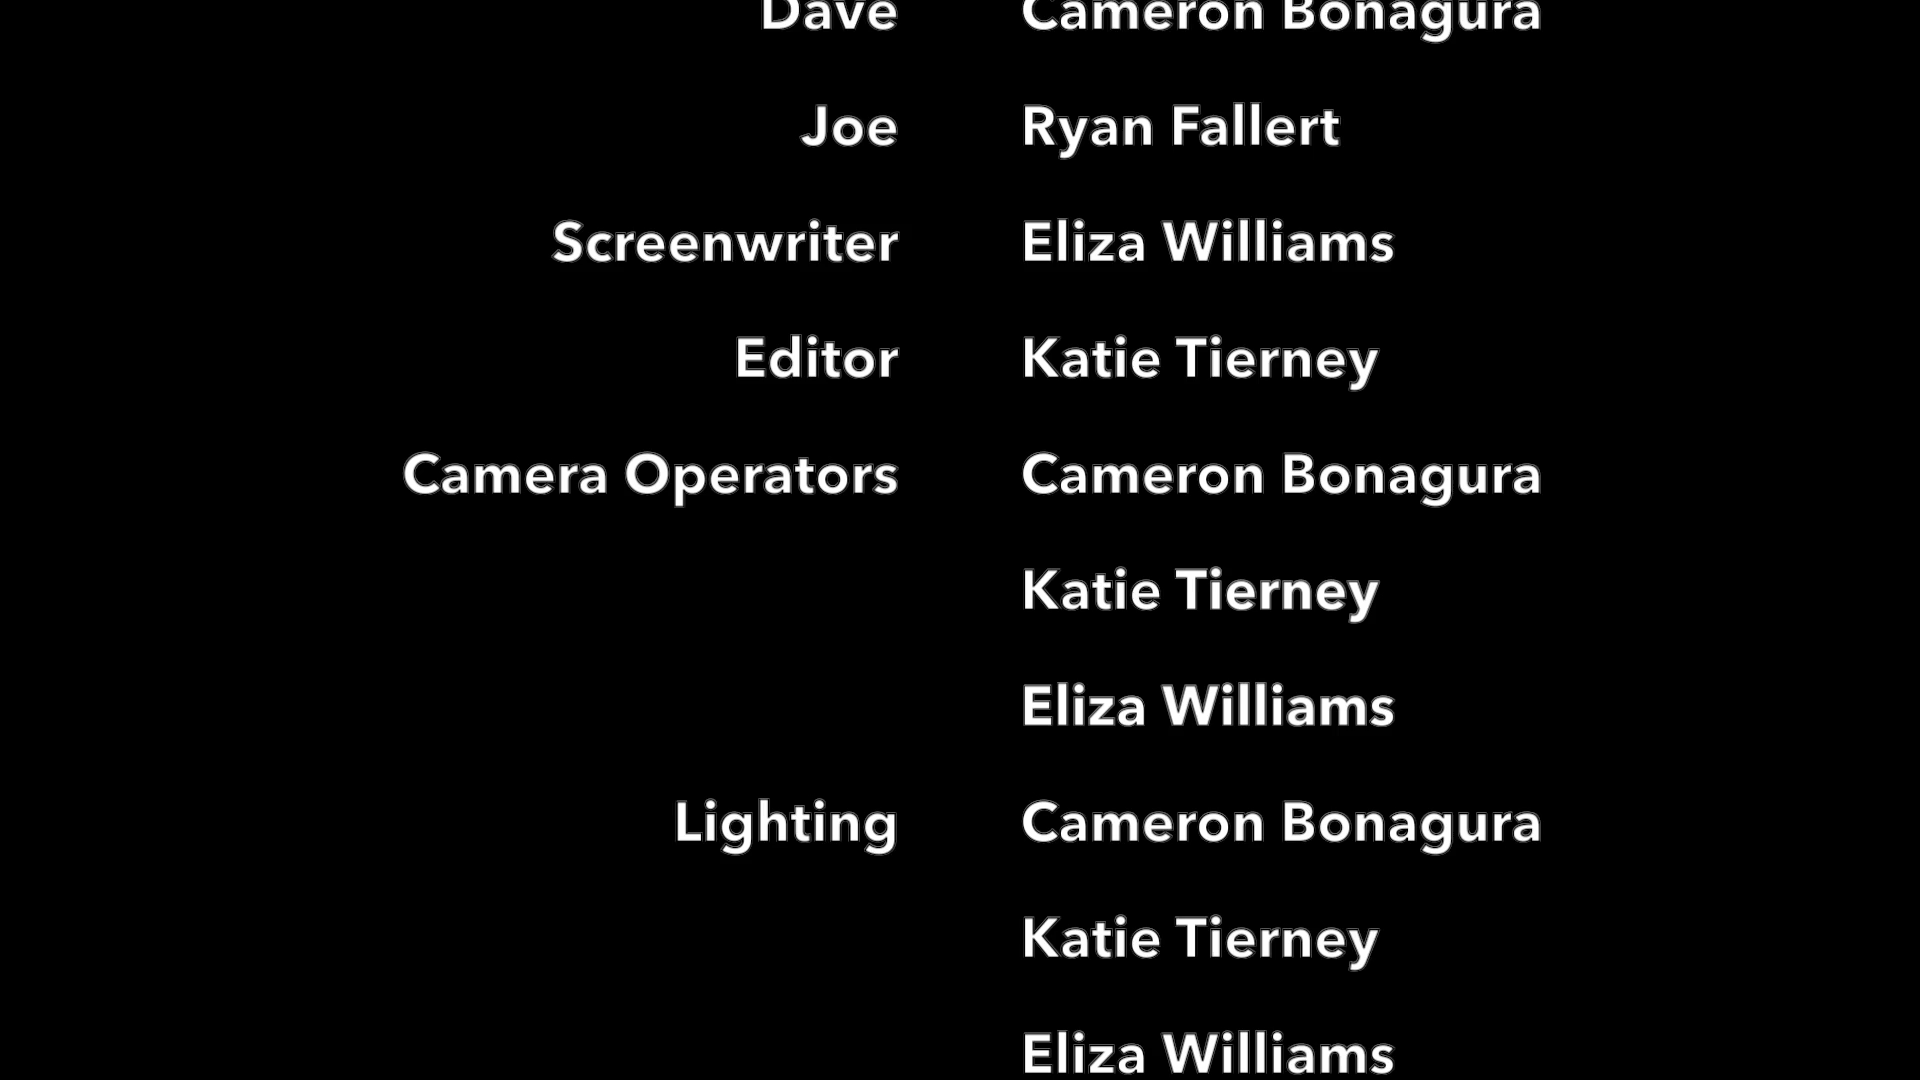 Dave Cameron Bonagura
Joe Ryan Fallert
Screenwriter Eliza Williams
Editor Katie Tierney
Camera Operators Cameron Bonagura
Katie Tierney
Eliza Williams
Lighting Cameron Bonagura
Katie Tierney
Eliza Williams